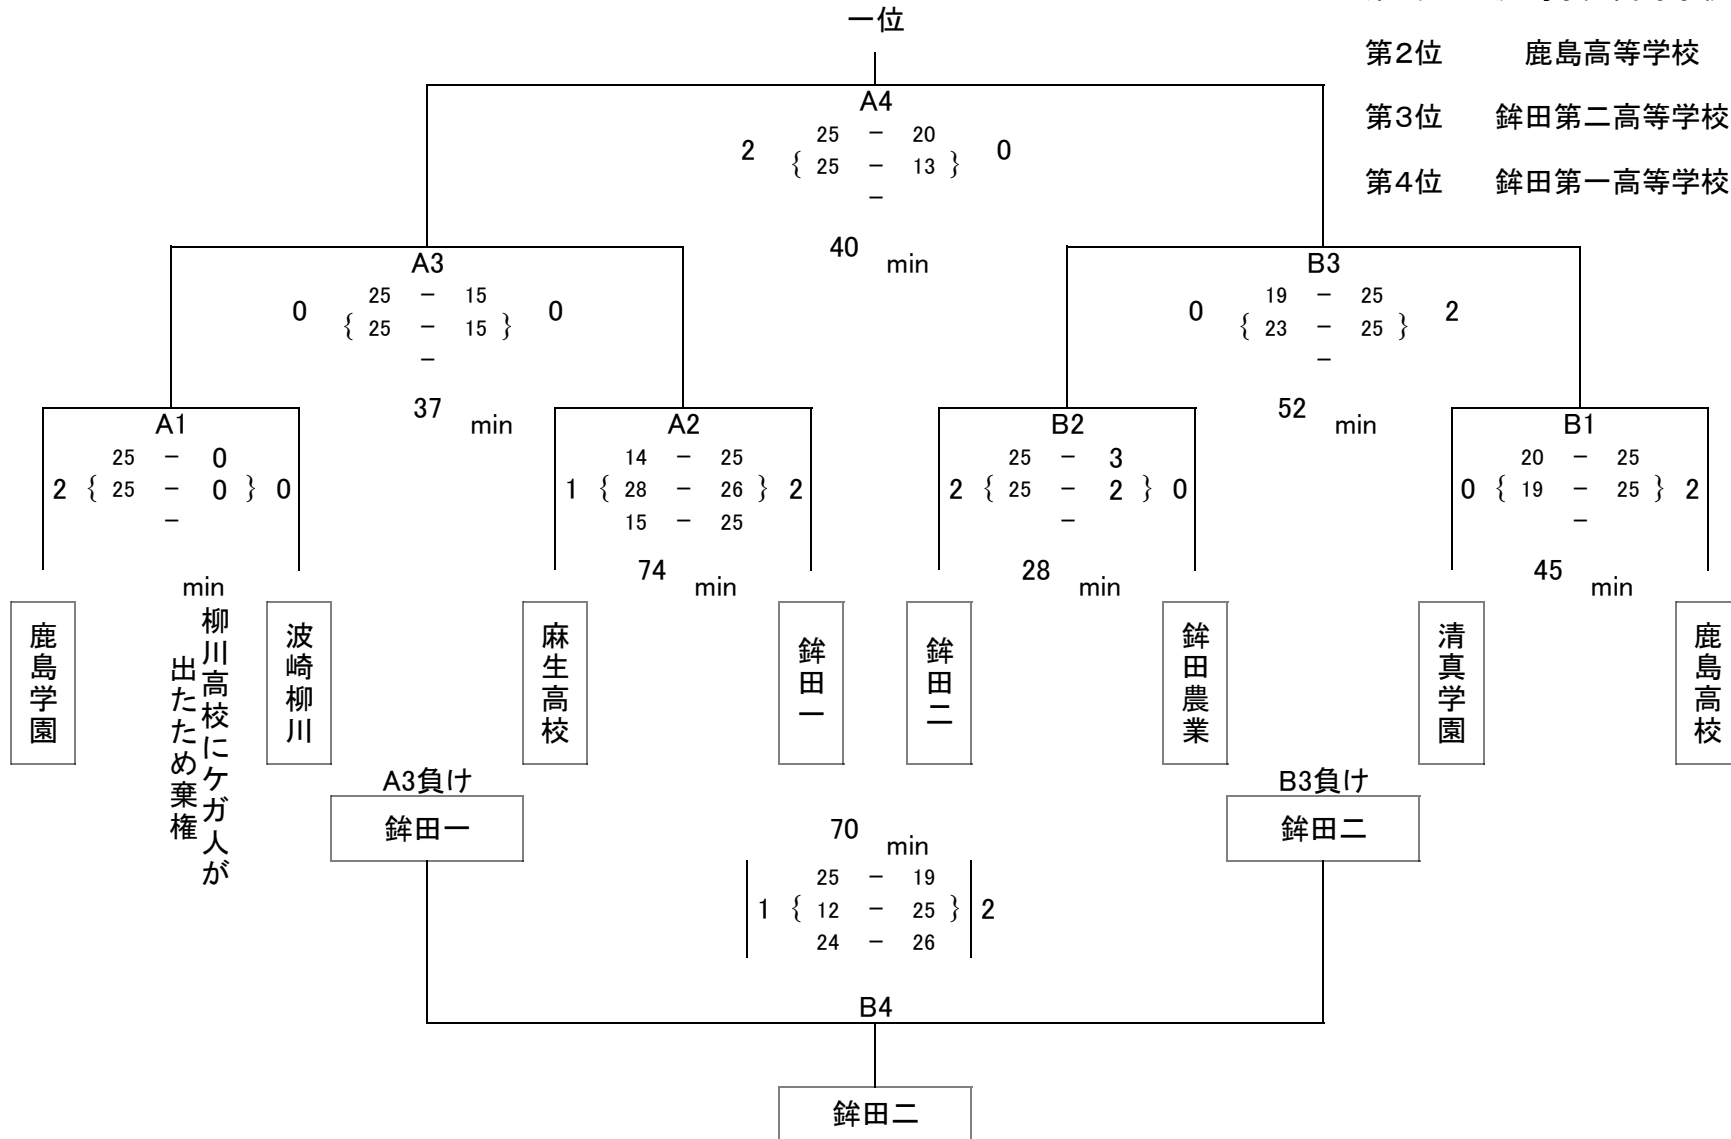 一位
第2位 鹿島高等学校
第3位 鉾田第二高等学校
第4位 鉾田第一高等学校
A4
25 － 20
2 { 25 － 13 } 0
－
40 min
A3
25 － 15
0 { 25 － 15 } 0
－
37 min
B3
19 － 25
0 { 23 － 25 } 2
－
52 min
A1
25 － 0
2 { 25 － 0 } 0
－
min
A2
14 － 25
1 { 28 － 26 } 2
15 － 25
74 min
B2
25 － 3
2 { 25 － 2 } 0
－
28 min
B1
20 － 25
0 { 19 － 25 } 2
－
45 min
鹿島学園
柳川高校にケガ人が
出たため棄権
波崎柳川
麻生高校
鉾田一
鉾田二
鉾田農業
清真学園
鹿島高校
A3負け
鉾田一
B3負け
鉾田二
70 min
25 － 19
1 { 12 － 25 } 2
24 － 26
B4
鉾田二